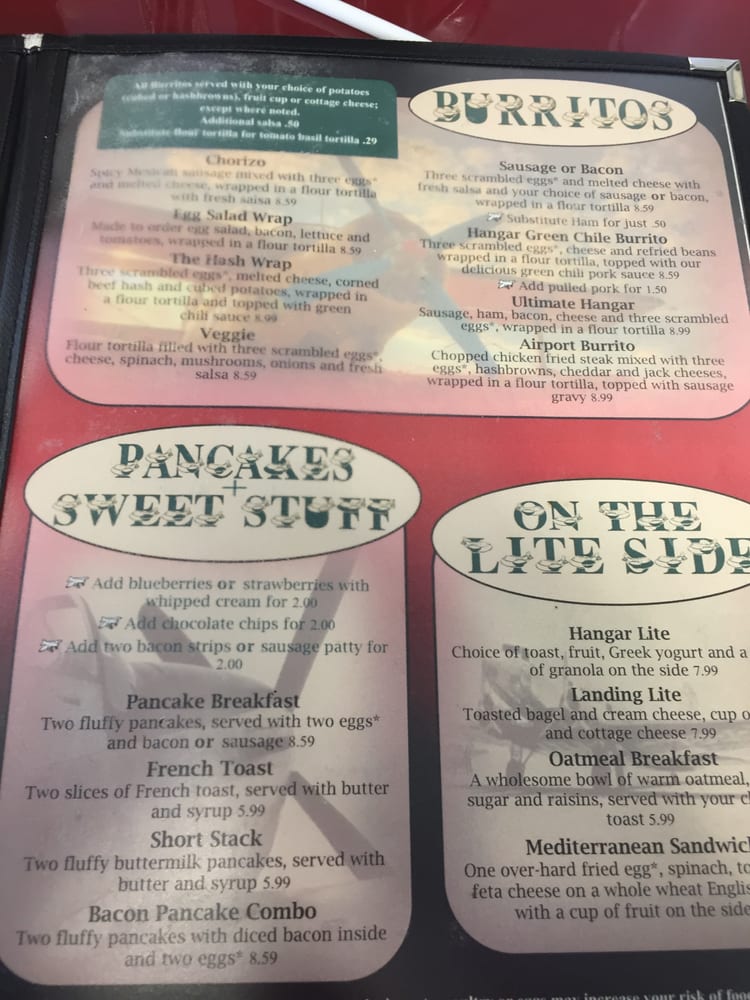 All Burritos served with your choice of potatoes
(cubed or hashbrowns), fruit cup or cottage cheese;
except where noted.
Additional salsa .50
Substitute flour tortilla for tomato basil tortilla .29
BURRITOS
Chorizo
Spicy Mexican sausage mixed with three eggs*
and melted cheese, wrapped in a flour tortilla
with fresh salsa 8.59
Egg Salad Wrap
Made to order egg salad, bacon, lettuce and
tomatoes, wrapped in a flour tortilla 8.59
The Hash Wrap
Three scrambled eggs*, melted cheese, corned
beef hash and cubed potatoes, wrapped in
a flour tortilla and topped with green
chili sauce 8.99
Veggie
Flour tortilla filled with three scrambled eggs*,
cheese, spinach, mushrooms, onions and fresh
salsa 8.59
Sausage or Bacon
Three scrambled eggs* and melted cheese with
fresh salsa and your choice of sausage or bacon,
wrapped in a flour tortilla 8.59
Substitute Ham for just .50
Hangar Green Chile Burrito
Three scrambled eggs*, cheese and refried beans
wrapped in a flour tortilla, topped with our
delicious green chili pork sauce 8.59
Add pulled pork for 1.50
Ultimate Hangar
Sausage, ham, bacon, cheese and three scrambled
eggs*, wrapped in a flour tortilla 8.99
Airport Burrito
Chopped chicken fried steak mixed with three
eggs*, hashbrowns, cheddar and jack cheeses,
wrapped in a flour tortilla, topped with sausage
gravy 8.99
PANCAKES
+
SWEET STUFF
Add blueberries or strawberries with
whipped cream for 2.00
Add chocolate chips for 2.00
Add two bacon strips or sausage patty for
2.00
Pancake Breakfast
Two fluffy pancakes, served with two eggs*
and bacon or sausage 8.59
French Toast
Two slices of French toast, served with butter
and syrup 5.99
Short Stack
Two fluffy buttermilk pancakes, served with
butter and syrup 5.99
Bacon Pancake Combo
Two fluffy pancakes with diced bacon inside
and two eggs* 8.59
ON THE
LITE SIDE
Hangar Lite
Choice of toast, fruit, Greek yogurt and a
of granola on the side 7.99
Landing Lite
Toasted bagel and cream cheese, cup
and cottage cheese 7.99
Oatmeal Breakfast
A wholesome bowl of warm oatmeal,
sugar and raisins, served with your
toast 5.99
Mediterranean
One over-hard fried egg*, spinach,
feta cheese on a whole wheat
with a cup of fruit on the side
or eggs may increase your risk of